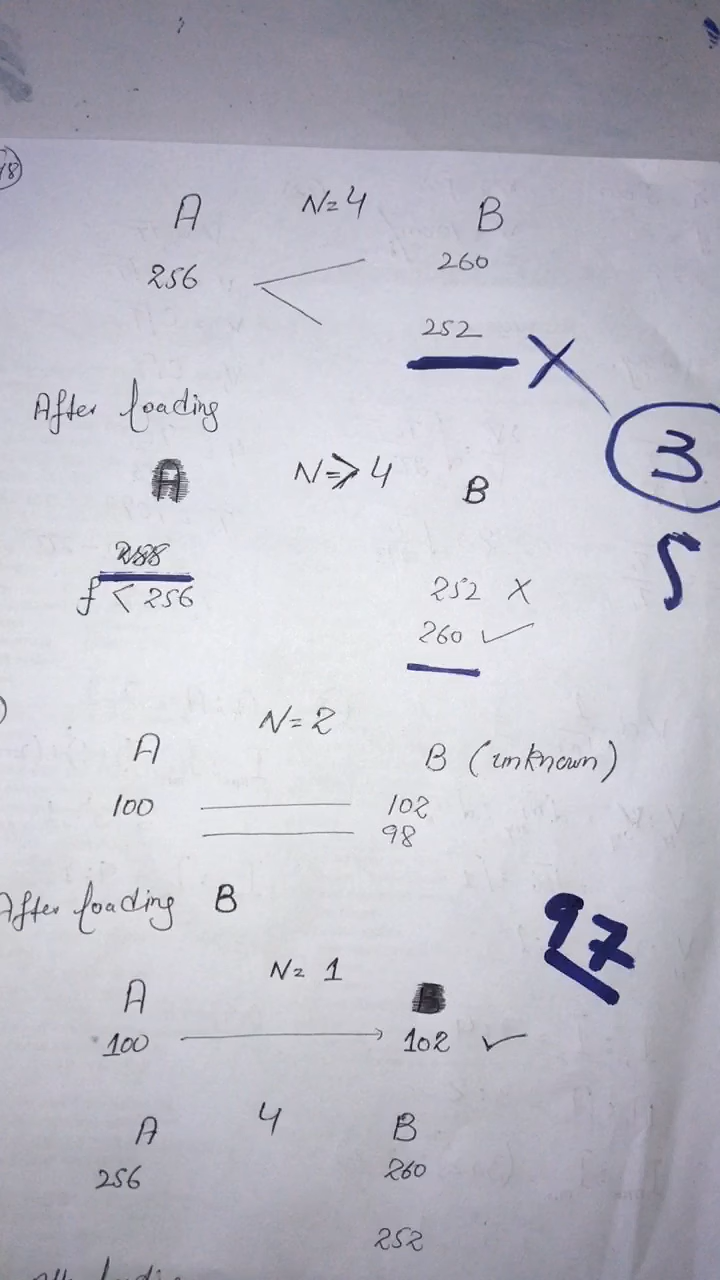 18
A N=4 B
256 260
252 X
3
After loading
A N=>4 B
5
f < 256 252 X
260 ✓
N=2
A B (unknown)
100 102
98
After loading B
97
N= 1
A B
100 → 102 ✓
A 4 B
256 260
252